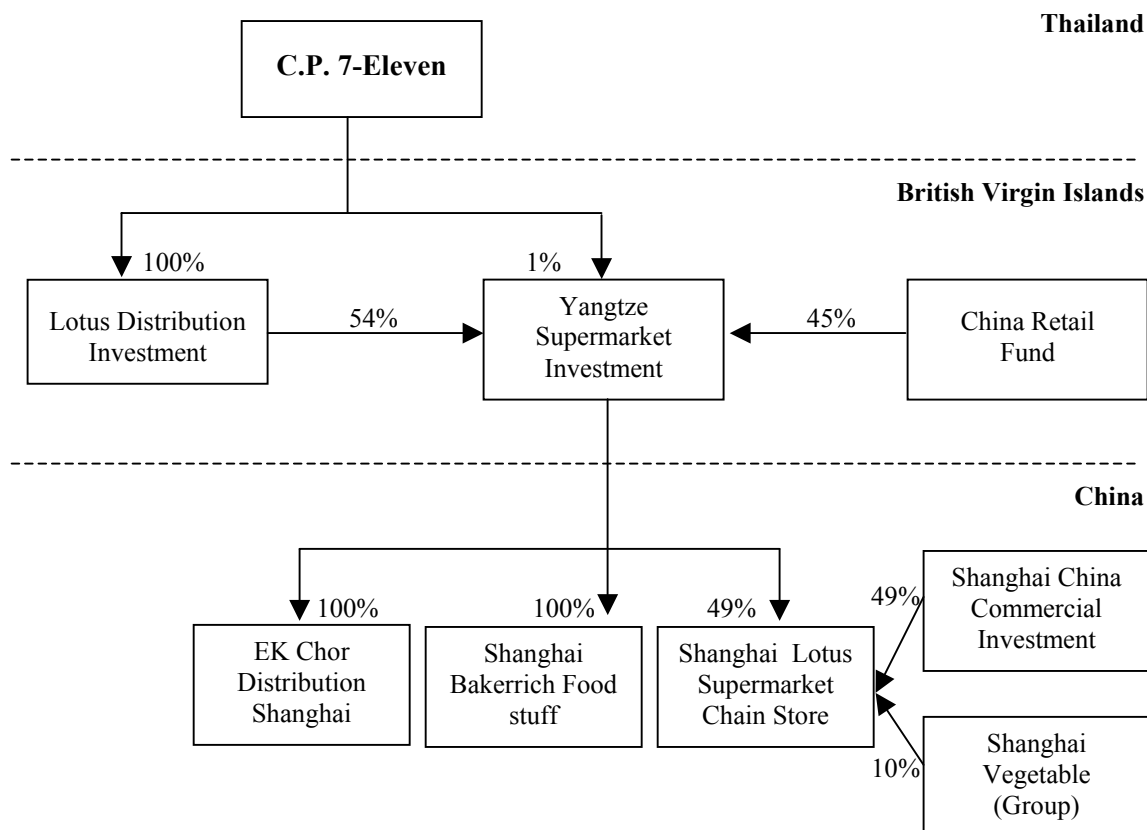 Thailand
C.P. 7-Eleven
British Virgin Islands
100%
1%
Lotus Distribution
Investment
54%
Yangtze
Supermarket
Investment
45%
China Retail
Fund
China
100%
100%
49%
49%
EK Chor
Distribution
Shanghai
Shanghai
Bakerrich Food
stuff
Shanghai Lotus
Supermarket
Chain Store
Shanghai China
Commercial
Investment
10%
Shanghai
Vegetable
(Group)